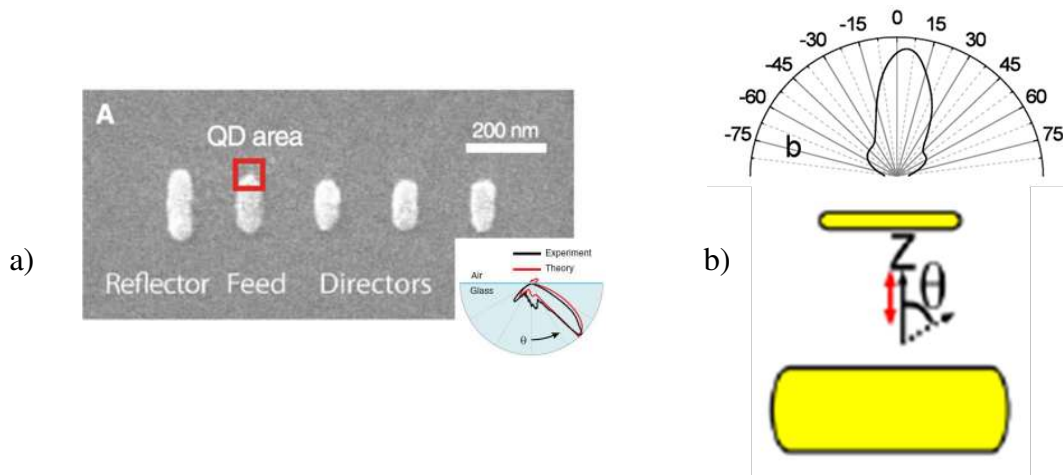 a)
A
QD area
200 nm
Reflector Feed Directors
Experiment
Theory
Air
Glass
θ
b)
-75 -60 -45 -30 -15 0 15 30 45 60 75
b
Z
θ